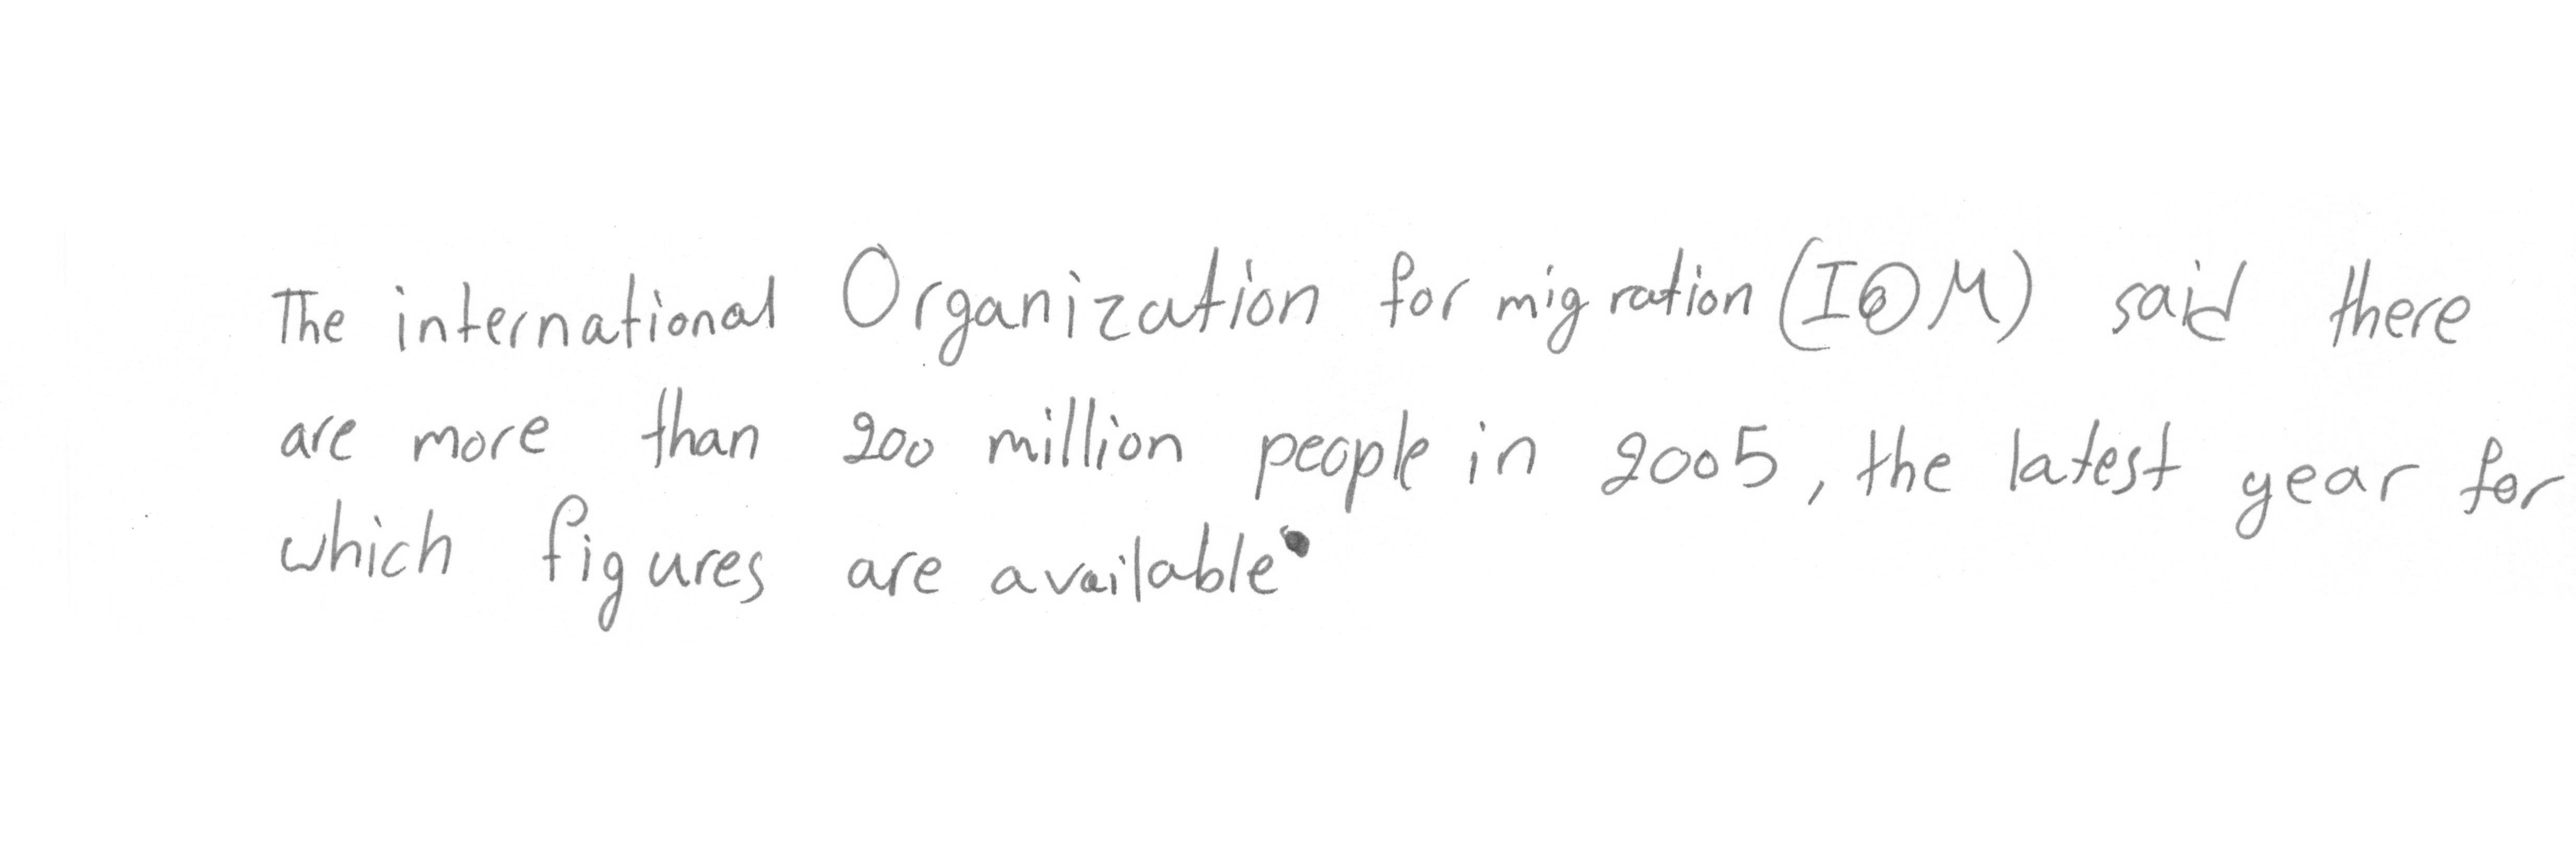 The international Organization for migration (IOM) said there
are more than 200 million people in 2005, the latest year for
which figures are available.